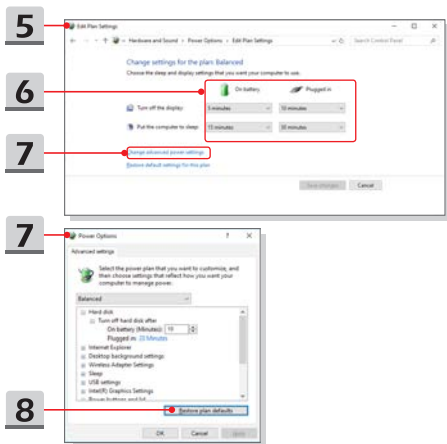 5
Edit Plan Settings
Hardware and Sound > Power Options > Edit Plan Settings
Search Control Panel
Change settings for the plan: Balanced
Choose the sleep and display settings that you want your computer to use.
6
On battery
Plugged in
Turn off the display:
5 minutes
10 minutes
Put the computer to sleep:
15 minutes
30 minutes
7
Change advanced power settings
Restore default settings for this plan
Save changes
Cancel
7
Power Options
?
Advanced settings
Select the power plan that you want to customize, and
then choose settings that reflect how you want your
computer to manage power.
Balanced
Hard disk
Turn off hard disk after
On battery (Minutes): 10
Plugged in: 20 Minutes
Internet Explorer
Desktop background settings
Wireless Adapter Settings
Sleep
USB settings
Intel(R) Graphics Settings
Power buttons and lid
8
Restore plan defaults
OK
Cancel
Apply